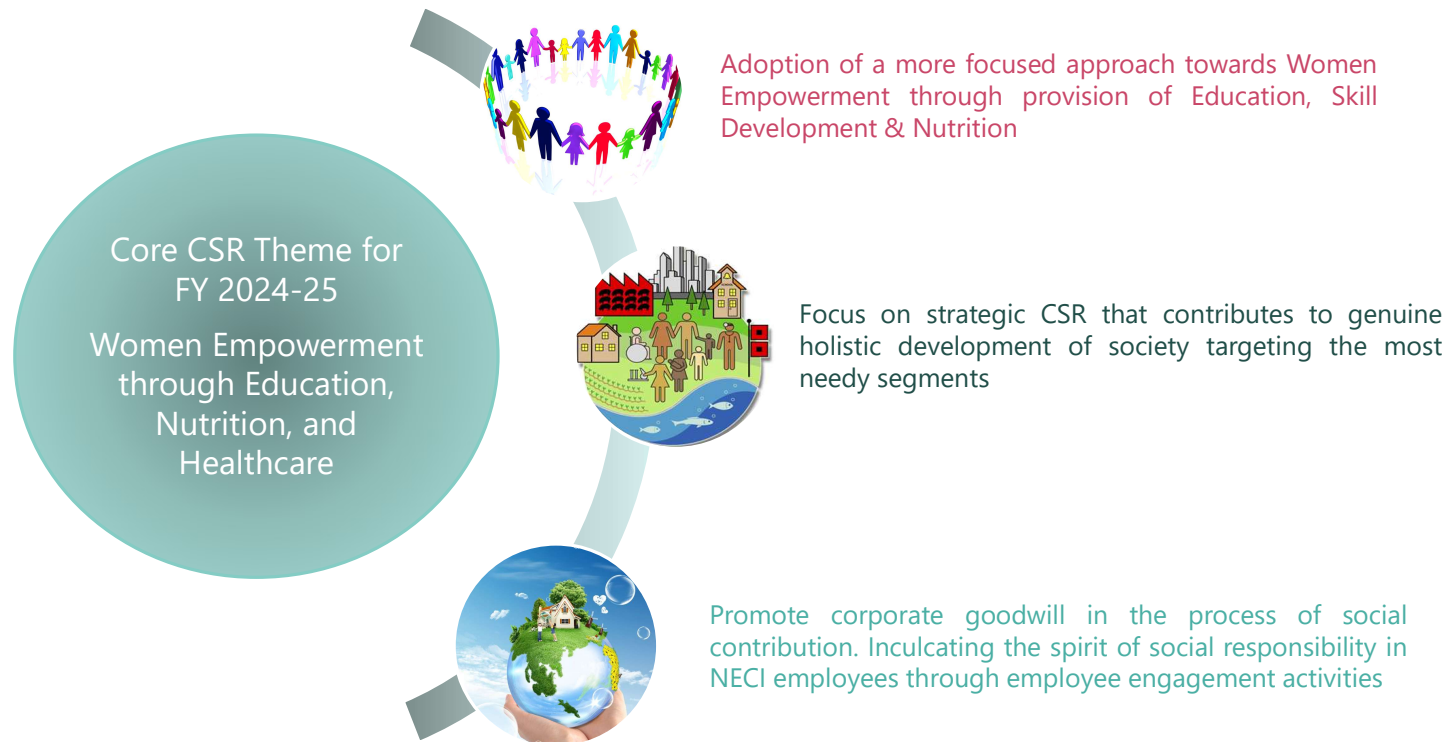 Core CSR Theme for
FY 2024-25
Women Empowerment
through Education,
Nutrition, and
Healthcare
Adoption of a more focused approach towards Women
Empowerment through provision of Education, Skill
Development & Nutrition
Focus on strategic CSR that contributes to genuine
holistic development of society targeting the most
needy segments
Promote corporate goodwill in the process of social
contribution. Inculcating the spirit of social responsibility in
NECI employees through employee engagement activities